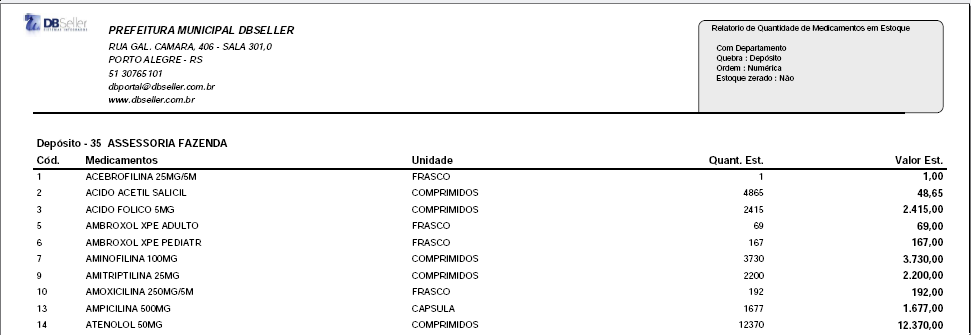 DBSeller
PREFEITURA MUNICIPAL DBSELLER
RUA GAL. CAMARA, 406 - SALA 301,0
PORTO ALEGRE - RS
51 30765101
dbportal@dbseller.com.br
www.dbseller.com.br
Relatorio de Quantidade de Medicamentos em Estoque
Com Departamento
Quebra : Depósito
Ordem : Numérica
Estoque zerado : Não
Depósito - 35 ASSESSORIA FAZENDA
Cód. Medicamentos Unidade Quant. Est. Valor Est.
1 ACEBROFILINA 25MG/5M FRASCO 1 1,00
2 ACIDO ACETIL SALICIL COMPRIMIDOS 4865 48,65
3 ACIDO FOLICO 5MG COMPRIMIDOS 2415 2.415,00
5 AMBROXOL XPE ADULTO FRASCO 69 69,00
6 AMBROXOL XPE PEDIATR FRASCO 167 167,00
7 AMINOFILINA 100MG COMPRIMIDOS 3730 3.730,00
9 AMITRIPTILINA 25MG COMPRIMIDOS 2200 2.200,00
10 AMOXICILINA 250MG/5M FRASCO 192 192,00
13 AMPICILINA 500MG CAPSULA 1677 1.677,00
14 ATENOLOL 50MG COMPRIMIDOS 12370 12.370,00